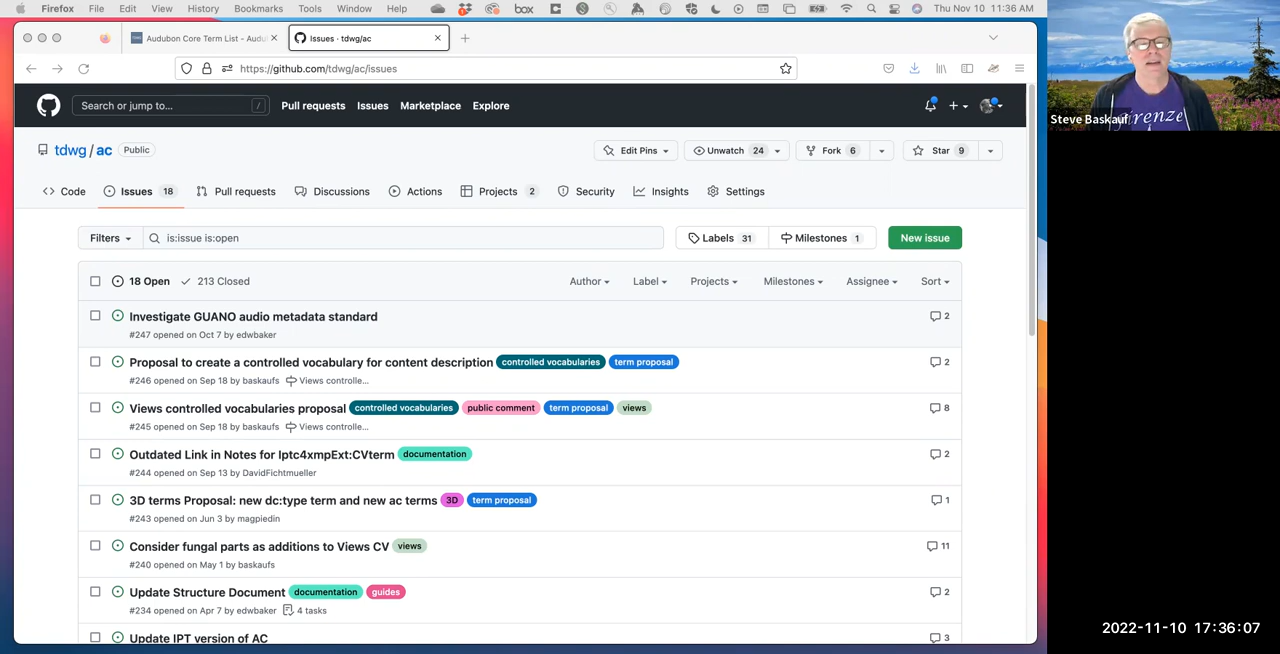 Firefox File Edit View History Bookmarks Tools Window Help box Thu Nov 10 11:36 AM
Audubon Core Term List - Audu Issues · tdwg/ac
https://github.com/tdwg/ac/issues
Search or jump to... / Pull requests Issues Marketplace Explore
tdwg / ac Public Edit Pins Unwatch 24 Fork 6 Star 9
Code Issues 18 Pull requests Discussions Actions Projects 2 Security Insights Settings
Filters is:issue is:open Labels 31 Milestones 1 New issue
18 Open 213 Closed Author Label Projects Milestones Assignee Sort
Investigate GUANO audio metadata standard 2
#247 opened on Oct 7 by edwbaker
Proposal to create a controlled vocabulary for content description controlled vocabularies term proposal 2
#246 opened on Sep 18 by baskaufs Views controlle...
Views controlled vocabularies proposal controlled vocabularies public comment term proposal views 8
#245 opened on Sep 18 by baskaufs Views controlle...
Outdated Link in Notes for Iptc4xmpExt:CVterm documentation 2
#244 opened on Sep 13 by DavidFichtmueller
3D terms Proposal: new dc:type term and new ac terms 3D term proposal 1
#243 opened on Jun 3 by magpiedin
Consider fungal parts as additions to Views CV views 11
#240 opened on May 1 by baskaufs
Update Structure Document documentation guides 2
#234 opened on Apr 7 by edwbaker 4 tasks
Update IPT version of AC 3
Steve Baskauf
2022-11-10 17:36:07